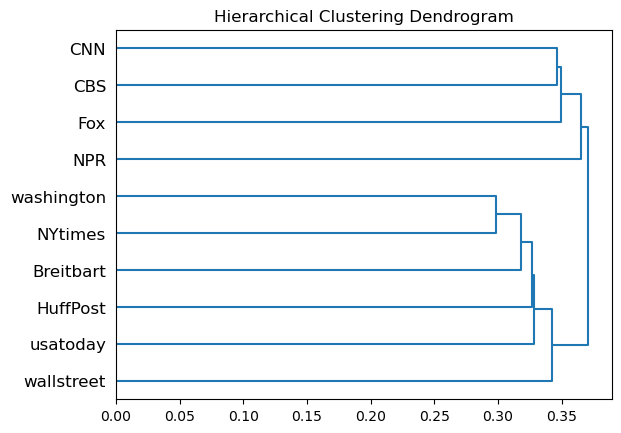 Hierarchical Clustering Dendrogram
CNN
CBS
Fox
NPR
washington
NYtimes
Breitbart
HuffPost
usatoday
wallstreet
0.00 0.05 0.10 0.15 0.20 0.25 0.30 0.35